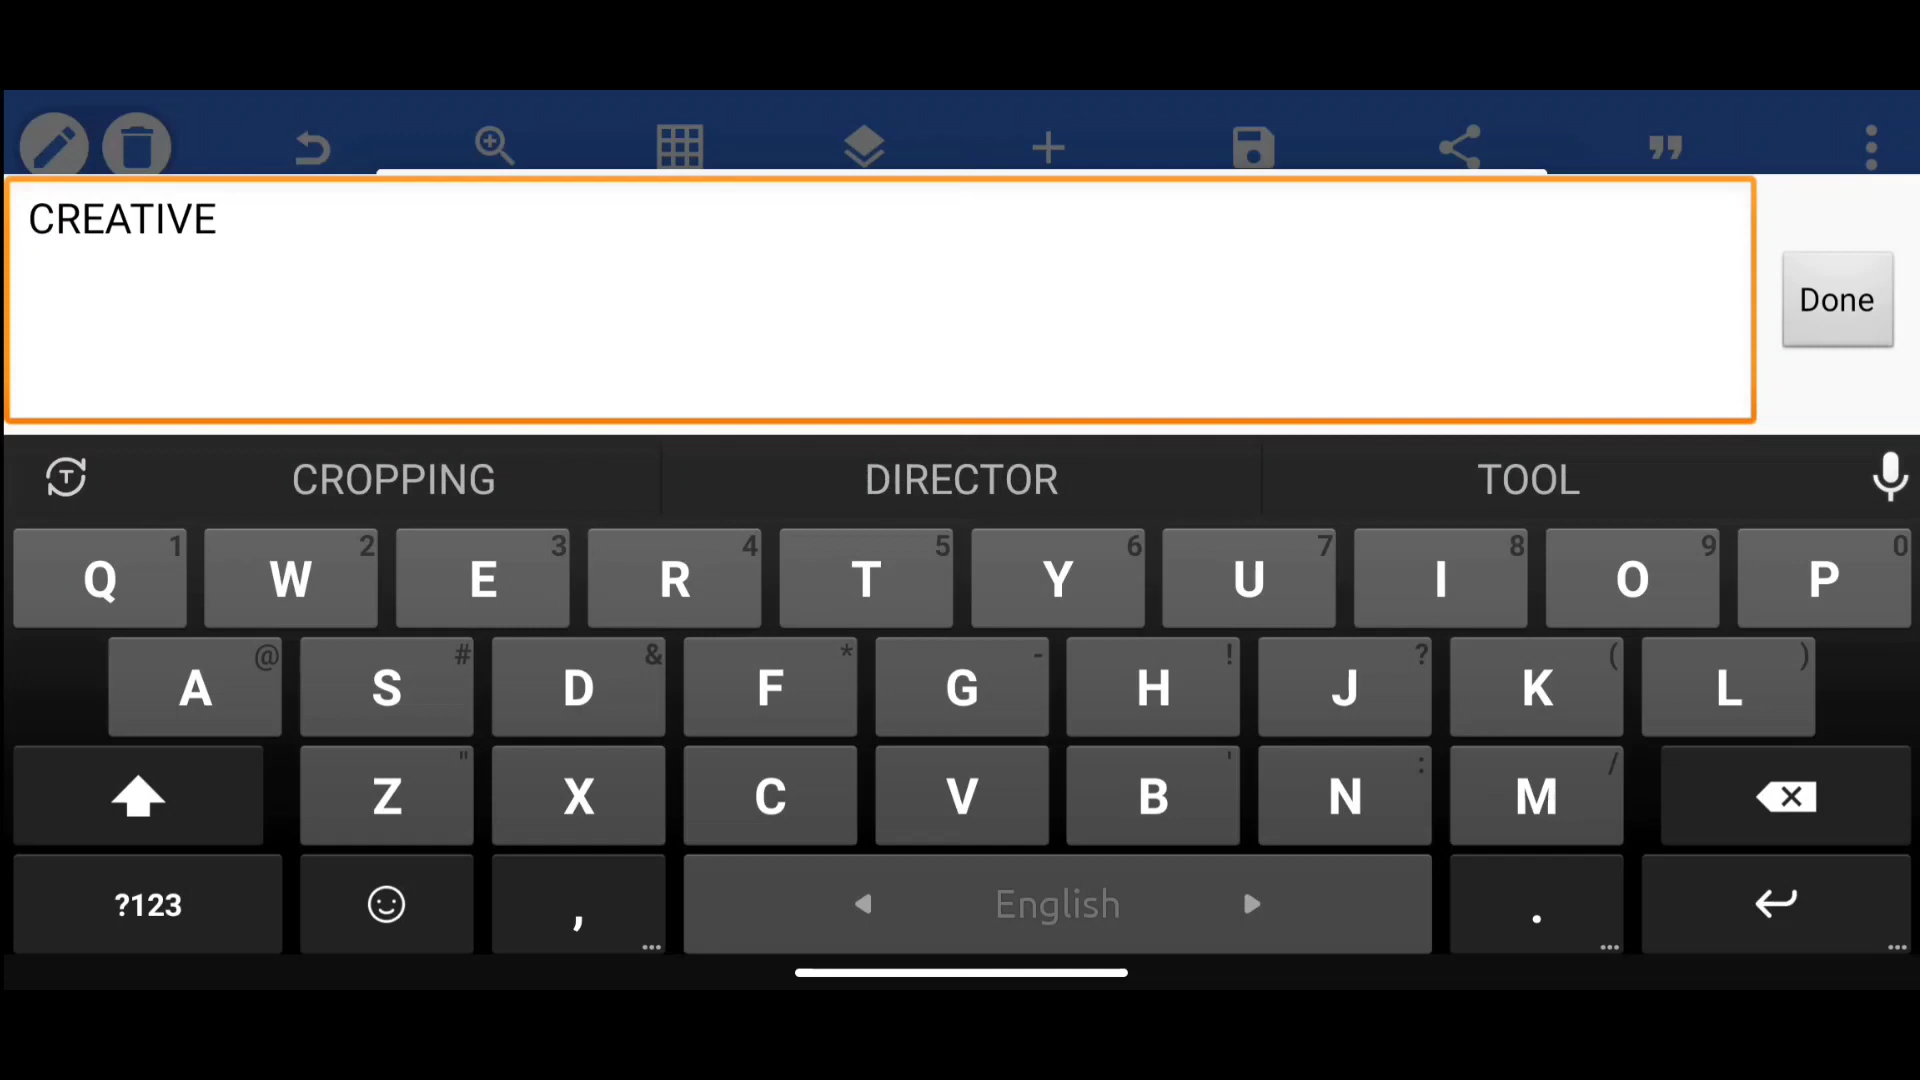 CREATIVE
Done
CROPPING DIRECTOR TOOL
Q 1 W 2 E 3 R 4 T 5 Y 6 U 7 I 8 O 9 P 0
A @ S # D & F * G - H ! J ? K ( L )
Z " X C V B ' N : M /
?123 , ... English . ... ...